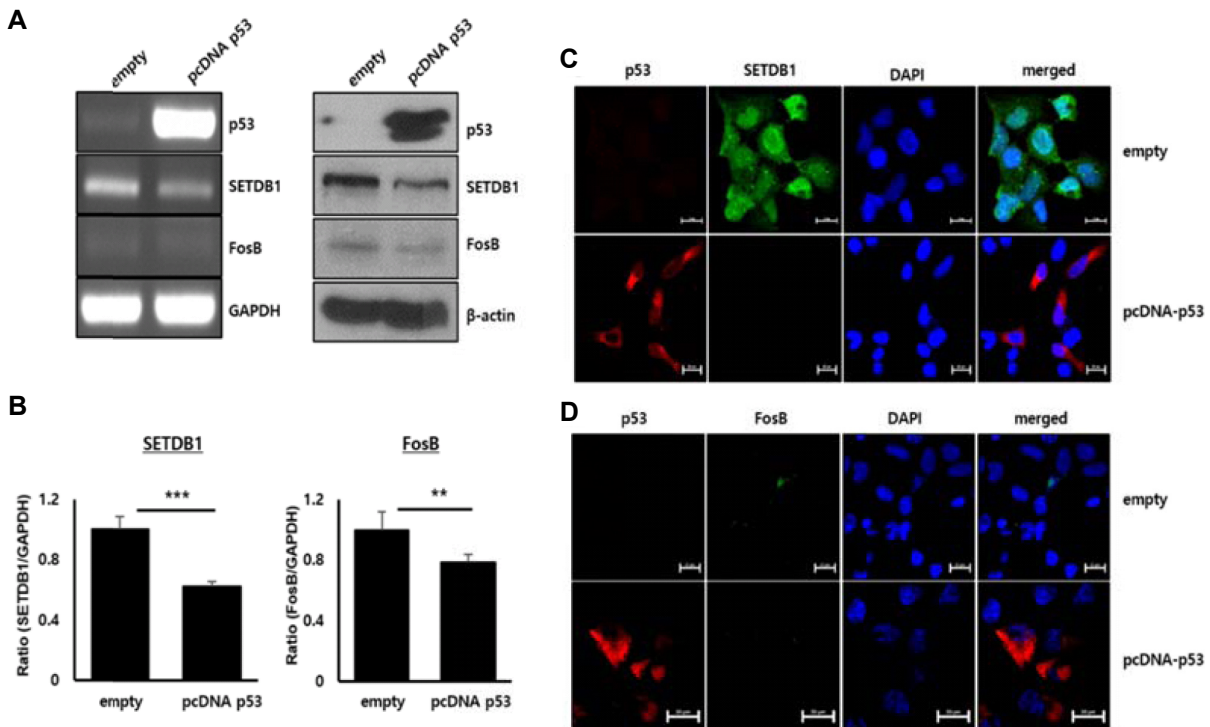 A
empty
pcDNA p53
p53
SETDB1
FosB
GAPDH
empty
pcDNA p53
p53
SETDB1
FosB
β-actin
B
SETDB1
Ratio (SETDB1/GAPDH)
1.2
0.8
0.4
0
***
empty
pcDNA p53
FosB
Ratio (FosB/GAPDH)
1.2
0.8
0.4
0
**
empty
pcDNA p53
C
p53
SETDB1
DAPI
merged
empty
pcDNA-p53
D
p53
FosB
DAPI
merged
empty
pcDNA-p53